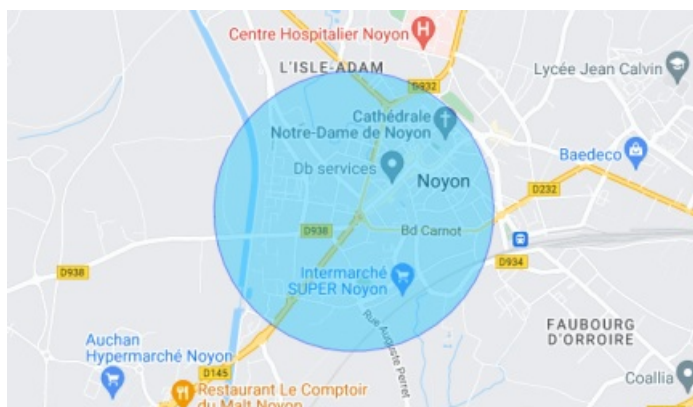 Centre Hospitalier Noyon
L'ISLE-ADAM
Lycée Jean Calvin
D932
Cathédrale
Notre-Dame de Noyon
Baedeco
Db services
Noyon
D232
D938
Bd Carnot
D934
D938
Intermarché
SUPER Noyon
Rue Auguste Perret
FAUBOURG
D'ORROIRE
Auchan
Hypermarché Noyon
D145
Coallia
Restaurant Le Comptoir
du Malt Noyon